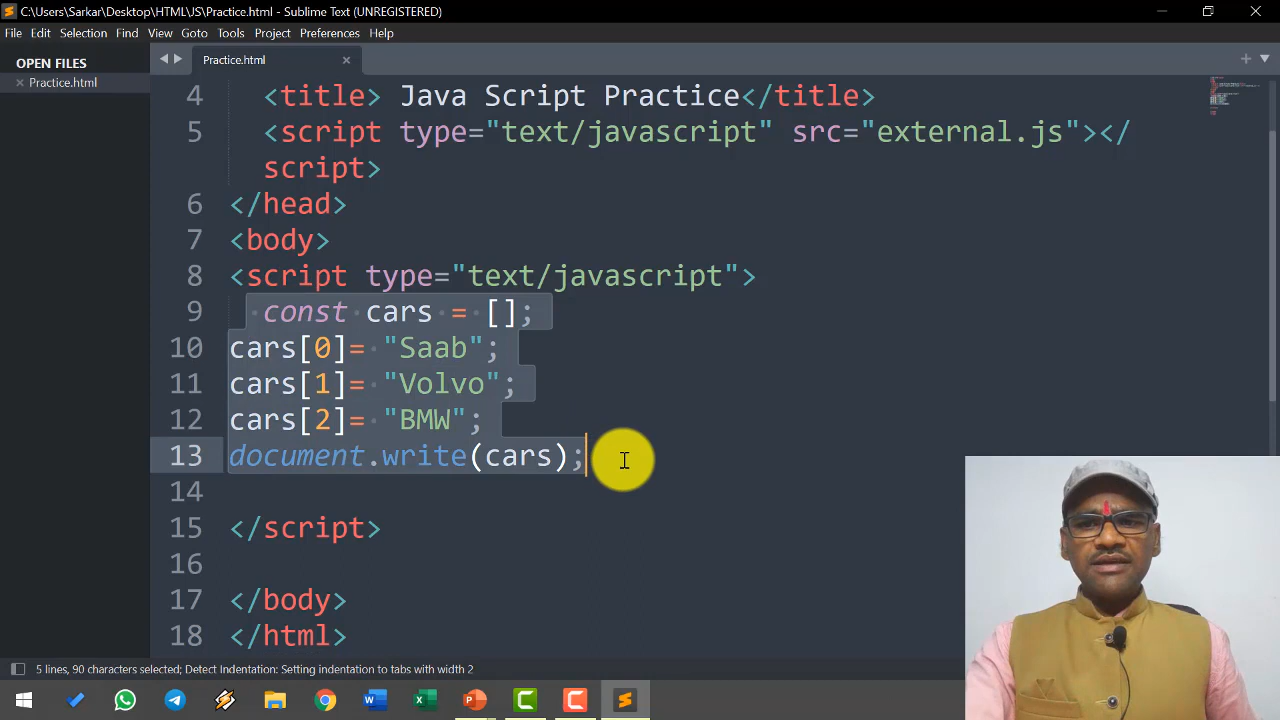 C:\Users\Sarkar\Desktop\HTML\JS\Practice.html - Sublime Text (UNREGISTERED)
File Edit Selection Find View Goto Tools Project Preferences Help
OPEN FILES
Practice.html
Practice.html
4 <title> Java Script Practice</title>
5 <script type="text/javascript" src="external.js"></
script>
6 </head>
7 <body>
8 <script type="text/javascript">
9 const cars = [];
10 cars[0]= "Saab";
11 cars[1]= "Volvo";
12 cars[2]= "BMW";
13 document.write(cars);
14
15 </script>
16
17 </body>
18 </html>
5 lines, 90 characters selected; Detect Indentation: Setting indentation to tabs with width 2